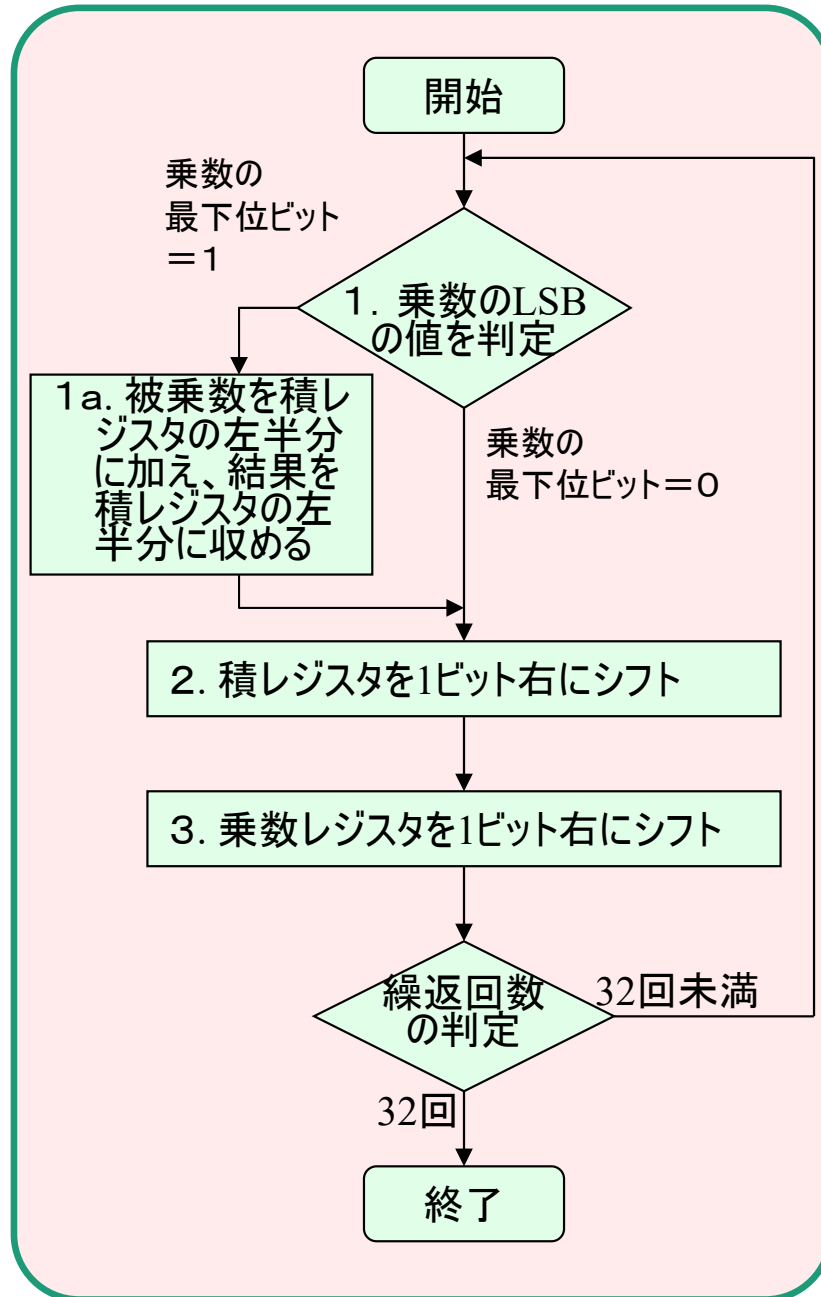 開始
乗数の
最下位ビット
＝１
１．乗数のLSB
の値を判定
１a．被乗数を積レ
ジスタの左半分
に加え、結果を
積レジスタの左
半分に収める
乗数の
最下位ビット＝０
２．積レジスタを1ビット右にシフト
３．乗数レジスタを1ビット右にシフト
繰返回数
の判定
32回未満
32回
終了